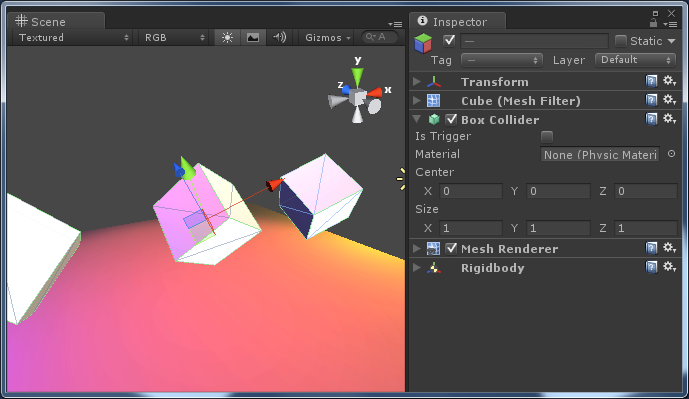 Scene
Textured RGB Gizmos A
y
z x
Inspector
— Static
Tag — Layer Default
Transform
Cube (Mesh Filter)
Box Collider
Is Trigger
Material None (Physic Materi
Center
X 0 Y 0 Z 0
Size
X 1 Y 1 Z 1
Mesh Renderer
Rigidbody